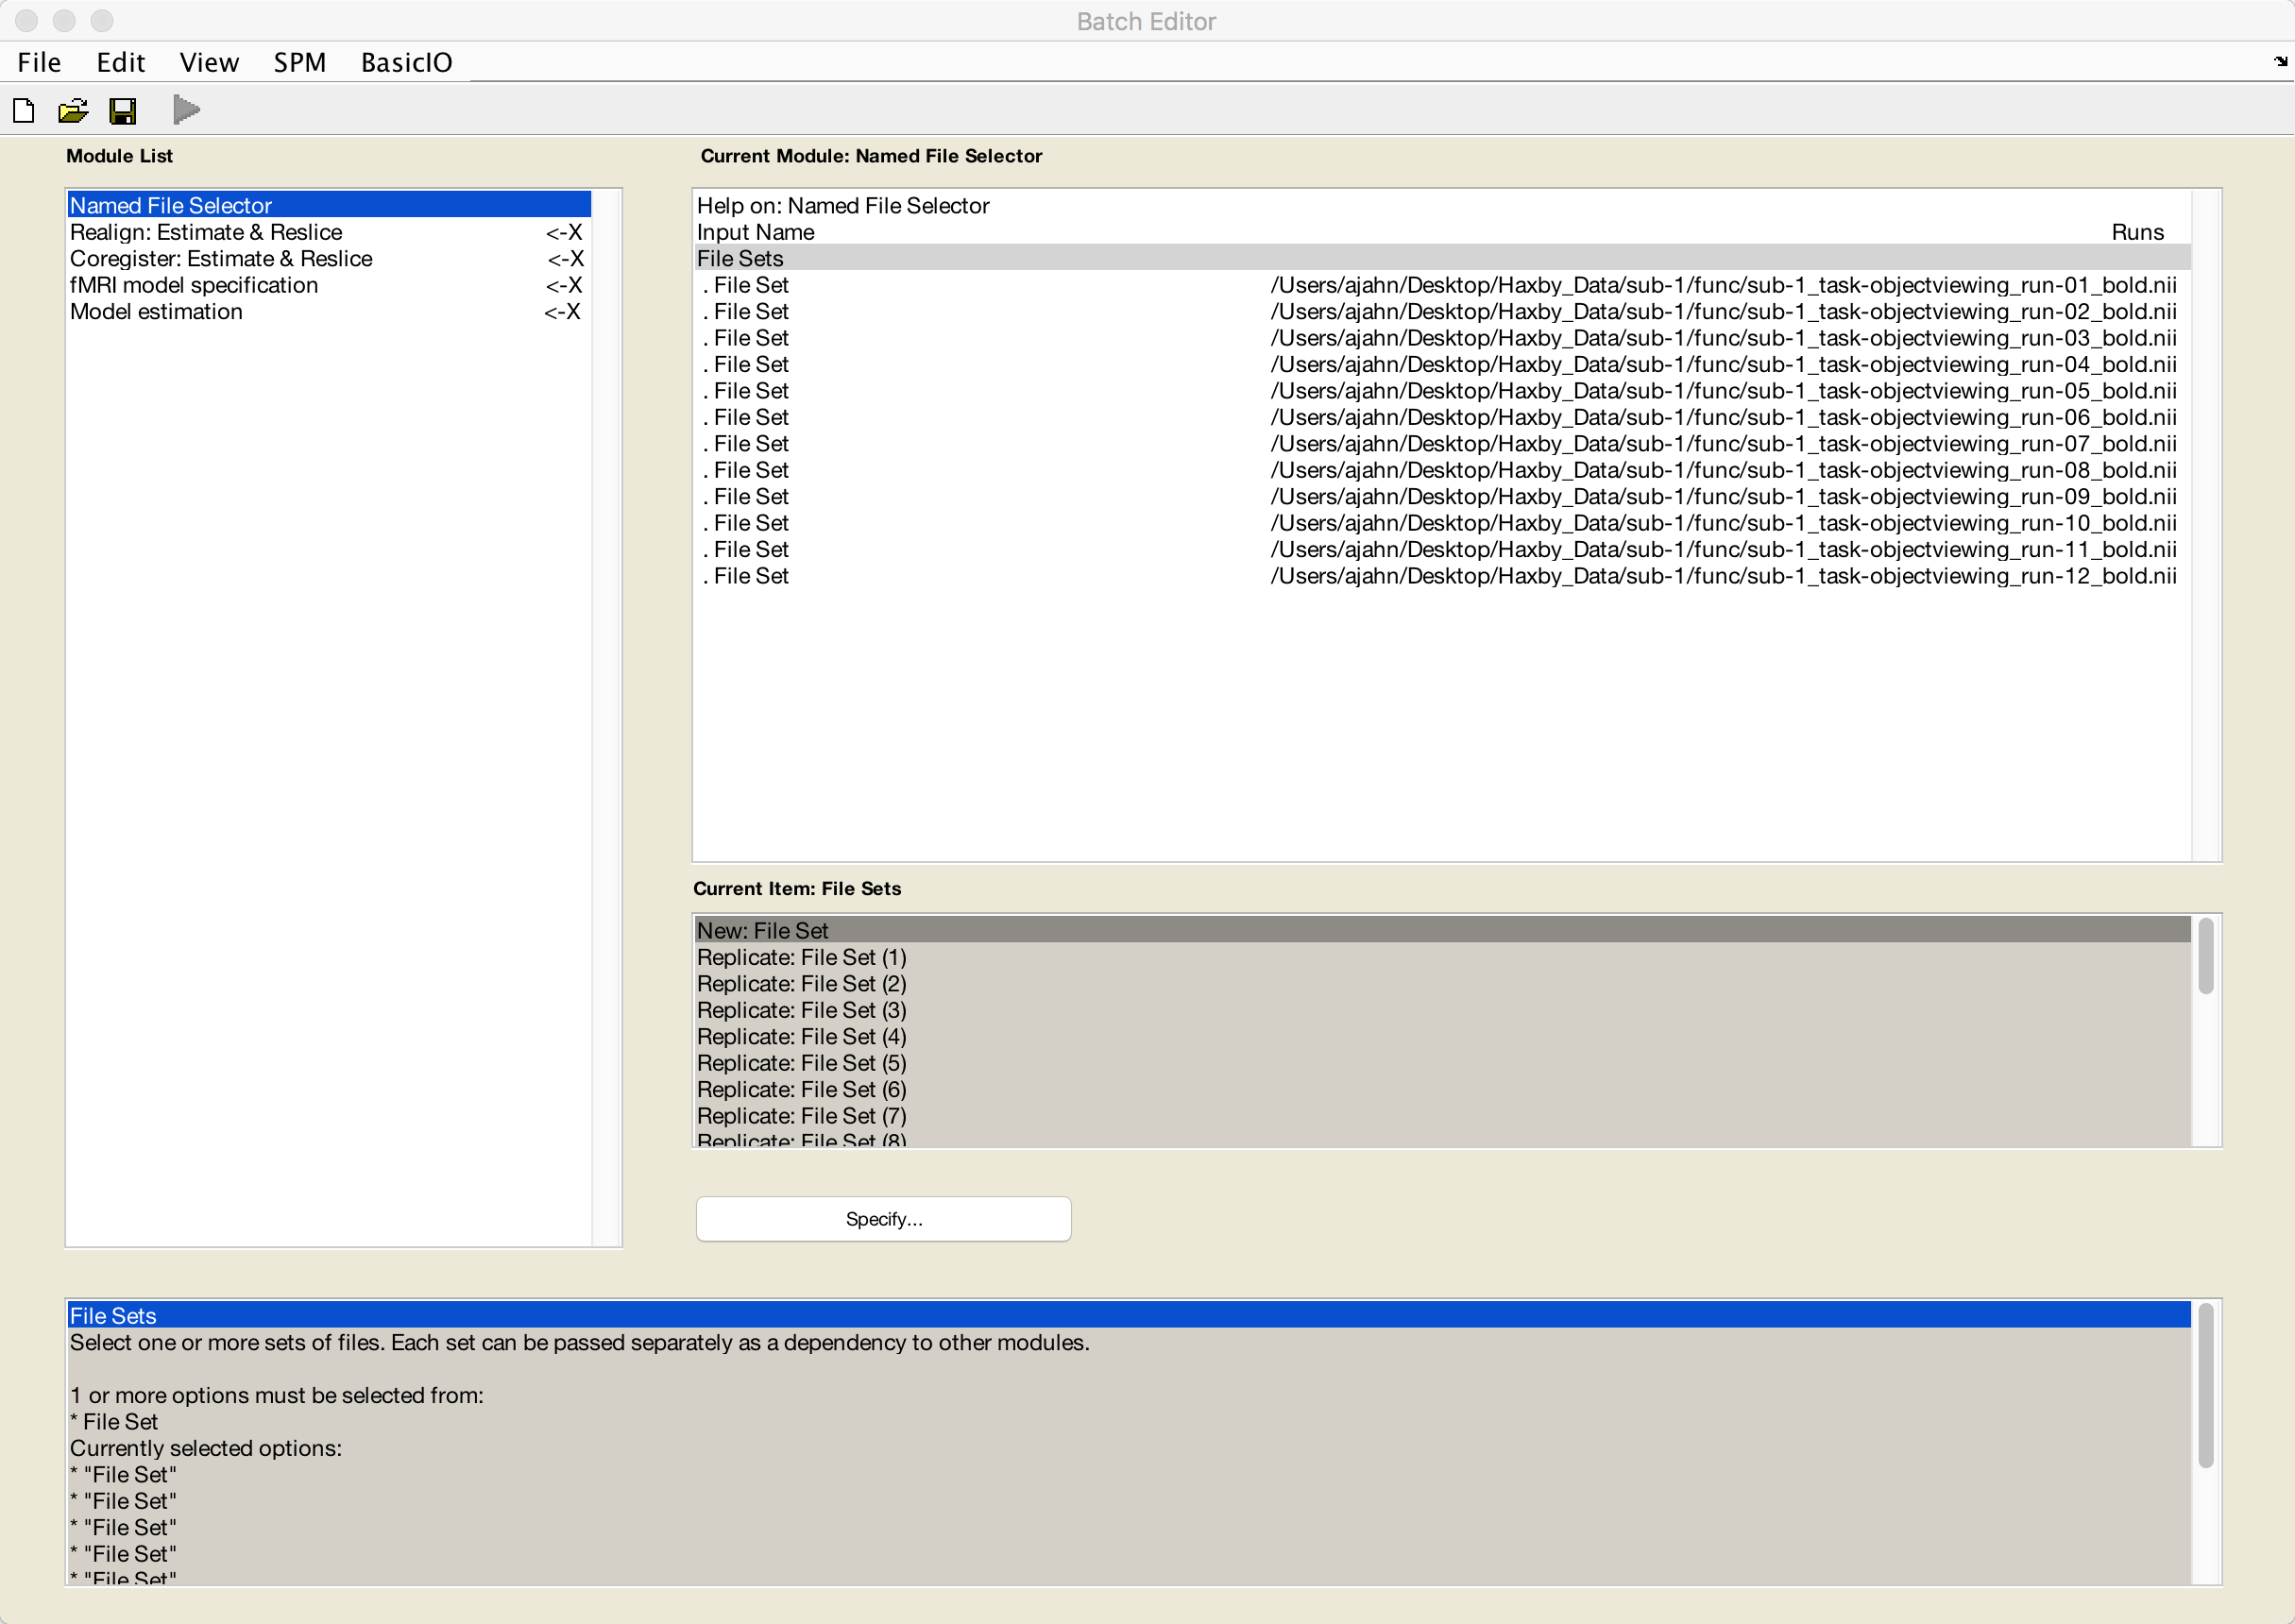 Batch Editor
File Edit View SPM BasicIO
Module List
Named File Selector
Realign: Estimate & Reslice <-X
Coregister: Estimate & Reslice <-X
fMRI model specification <-X
Model estimation <-X
Current Module: Named File Selector
Help on: Named File Selector
Input Name Runs
File Sets
. File Set /Users/ajahn/Desktop/Haxby_Data/sub-1/func/sub-1_task-objectviewing_run-01_bold.nii
. File Set /Users/ajahn/Desktop/Haxby_Data/sub-1/func/sub-1_task-objectviewing_run-02_bold.nii
. File Set /Users/ajahn/Desktop/Haxby_Data/sub-1/func/sub-1_task-objectviewing_run-03_bold.nii
. File Set /Users/ajahn/Desktop/Haxby_Data/sub-1/func/sub-1_task-objectviewing_run-04_bold.nii
. File Set /Users/ajahn/Desktop/Haxby_Data/sub-1/func/sub-1_task-objectviewing_run-05_bold.nii
. File Set /Users/ajahn/Desktop/Haxby_Data/sub-1/func/sub-1_task-objectviewing_run-06_bold.nii
. File Set /Users/ajahn/Desktop/Haxby_Data/sub-1/func/sub-1_task-objectviewing_run-07_bold.nii
. File Set /Users/ajahn/Desktop/Haxby_Data/sub-1/func/sub-1_task-objectviewing_run-08_bold.nii
. File Set /Users/ajahn/Desktop/Haxby_Data/sub-1/func/sub-1_task-objectviewing_run-09_bold.nii
. File Set /Users/ajahn/Desktop/Haxby_Data/sub-1/func/sub-1_task-objectviewing_run-10_bold.nii
. File Set /Users/ajahn/Desktop/Haxby_Data/sub-1/func/sub-1_task-objectviewing_run-11_bold.nii
. File Set /Users/ajahn/Desktop/Haxby_Data/sub-1/func/sub-1_task-objectviewing_run-12_bold.nii
Current Item: File Sets
New: File Set
Replicate: File Set (1)
Replicate: File Set (2)
Replicate: File Set (3)
Replicate: File Set (4)
Replicate: File Set (5)
Replicate: File Set (6)
Replicate: File Set (7)
Replicate: File Set (8)
Specify...
File Sets
Select one or more sets of files. Each set can be passed separately as a dependency to other modules.
1 or more options must be selected from:
* File Set
Currently selected options:
* "File Set"
* "File Set"
* "File Set"
* "File Set"
* "File Set"